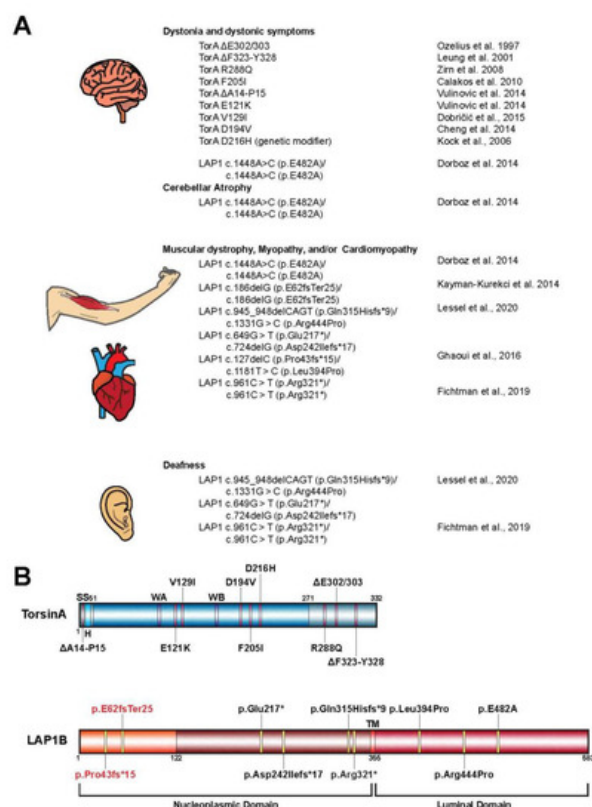 A
Dystonia and dystonic symptoms
TorA ΔE302/303 Ozelius et al. 1997
TorA ΔF323-Y328 Leung et al. 2001
TorA R288Q Zirn et al. 2008
TorA F205I Calakos et al. 2010
TorA ΔA14-P15 Vulinovic et al. 2014
TorA E121K Vulinovic et al. 2014
TorA V129I Dobričić et al., 2015
TorA D194V Cheng et al. 2014
TorA D216H (genetic modifier) Kock et al., 2006
LAP1 c.1448A>C (p.E482A)/ Dorboz et al. 2014
c.1448A>C (p.E482A)
Cerebellar Atrophy
LAP1 c.1448A>C (p.E482A)/ Dorboz et al. 2014
c.1448A>C (p.E482A)
Muscular dystrophy, Myopathy, and/or Cardiomyopathy
LAP1 c.1448A>C (p.E482A)/ Dorboz et al. 2014
c.1448A>C (p.E482A)
LAP1 c.186delG (p.E62fsTer25)/ Kayman-Kurekci et al. 2014
c.186delG (p.E62fsTer25)
LAP1 c.945_948delCAGT (p.Gln315Hisfs*9)/ Lessel et al., 2020
c.1331G > C (p.Arg444Pro)
LAP1 c.649G > T (p.Glu217*)/
c.724delG (p.Asp242Ilefs*17)
LAP1 c.127delC (p.Pro43fs*15)/ Ghaoui et al., 2016
c.1181T > C (p.Leu394Pro)
LAP1 c.961C > T (p.Arg321*)/ Fichtman et al., 2019
c.961C > T (p.Arg321*)
Deafness
LAP1 c.945_948delCAGT (p.Gln315Hisfs*9)/ Lessel et al., 2020
c.1331G > C (p.Arg444Pro)
LAP1 c.649G > T (p.Glu217*)/
c.724delG (p.Asp242Ilefs*17)
LAP1 c.961C > T (p.Arg321*)/ Fichtman et al., 2019
c.961C > T (p.Arg321*)
B
D216H
V129I D194V ΔE302/303
SS 51 WA WB 271 332
TorsinA
1 H
ΔA14-P15 E121K F205I R288Q
ΔF323-Y328
p.E62fsTer25 p.Glu217* p.Gln315Hisfs*9 p.Leu394Pro p.E482A
TM
LAP1B
1 122 366
p.Pro43fs*15 p.Asp242Ilefs*17 p.Arg321* p.Arg444Pro
Nucleoplasmic Domain Luminal Domain